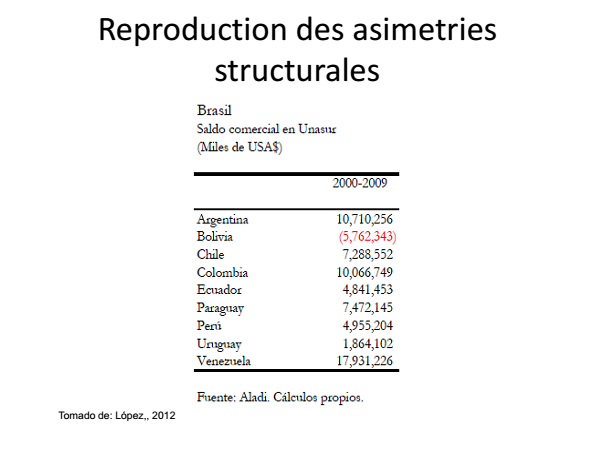 Reproduction des asimetries
structurales
Brasil
Saldo comercial en Unasur
(Miles de USA$)
2000-2009
Argentina 10,710,256
Bolivia (5,762,343)
Chile 7,288,552
Colombia 10,066,749
Ecuador 4,841,453
Paraguay 7,472,145
Perú 4,955,204
Uruguay 1,864,102
Venezuela 17,931,226
Fuente: Aladi. Cálculos propios.
Tomado de: López,, 2012